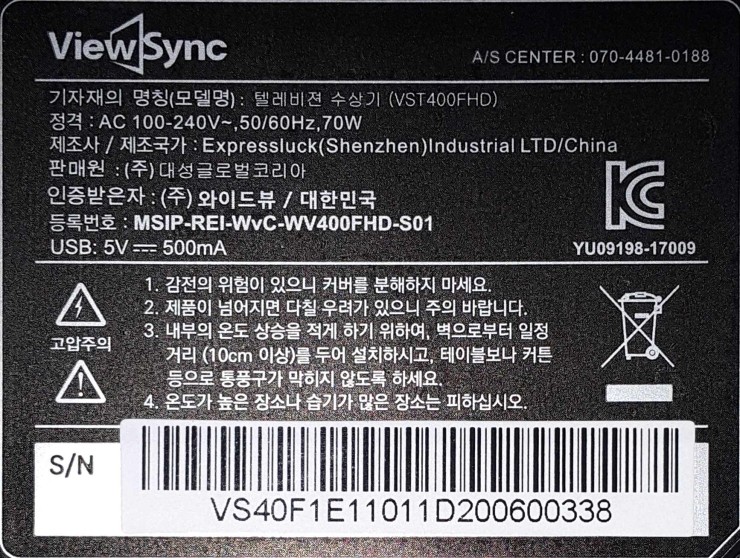 ViewSync
A/S CENTER : 070-4481-0188
기자재의 명칭(모델명) : 텔레비젼 수상기 (VST400FHD)
정격 : AC 100-240V~,50/60Hz,70W
제조사 / 제조국가 : Expressluck(Shenzhen)Industrial LTD/China
판매원 : (주) 대성글로벌코리아
인증받은자 : (주) 와이드뷰 / 대한민국
등록번호 : MSIP-REI-WvC-WV400FHD-S01
USB: 5V ⎓ 500mA
YU09198-17009
고압주의
1. 감전의 위험이 있으니 커버를 분해하지 마세요.
2. 제품이 넘어지면 다칠 우려가 있으니 주의 바랍니다.
3. 내부의 온도 상승을 적게 하기 위하여, 벽으로부터 일정
거리 (10cm 이상)를 두어 설치하시고, 테이블보나 커튼
등으로 통풍구가 막히지 않도록 하세요.
4. 온도가 높은 장소나 습기가 많은 장소는 피하십시오.
S/N
VS40F1E11011D200600338